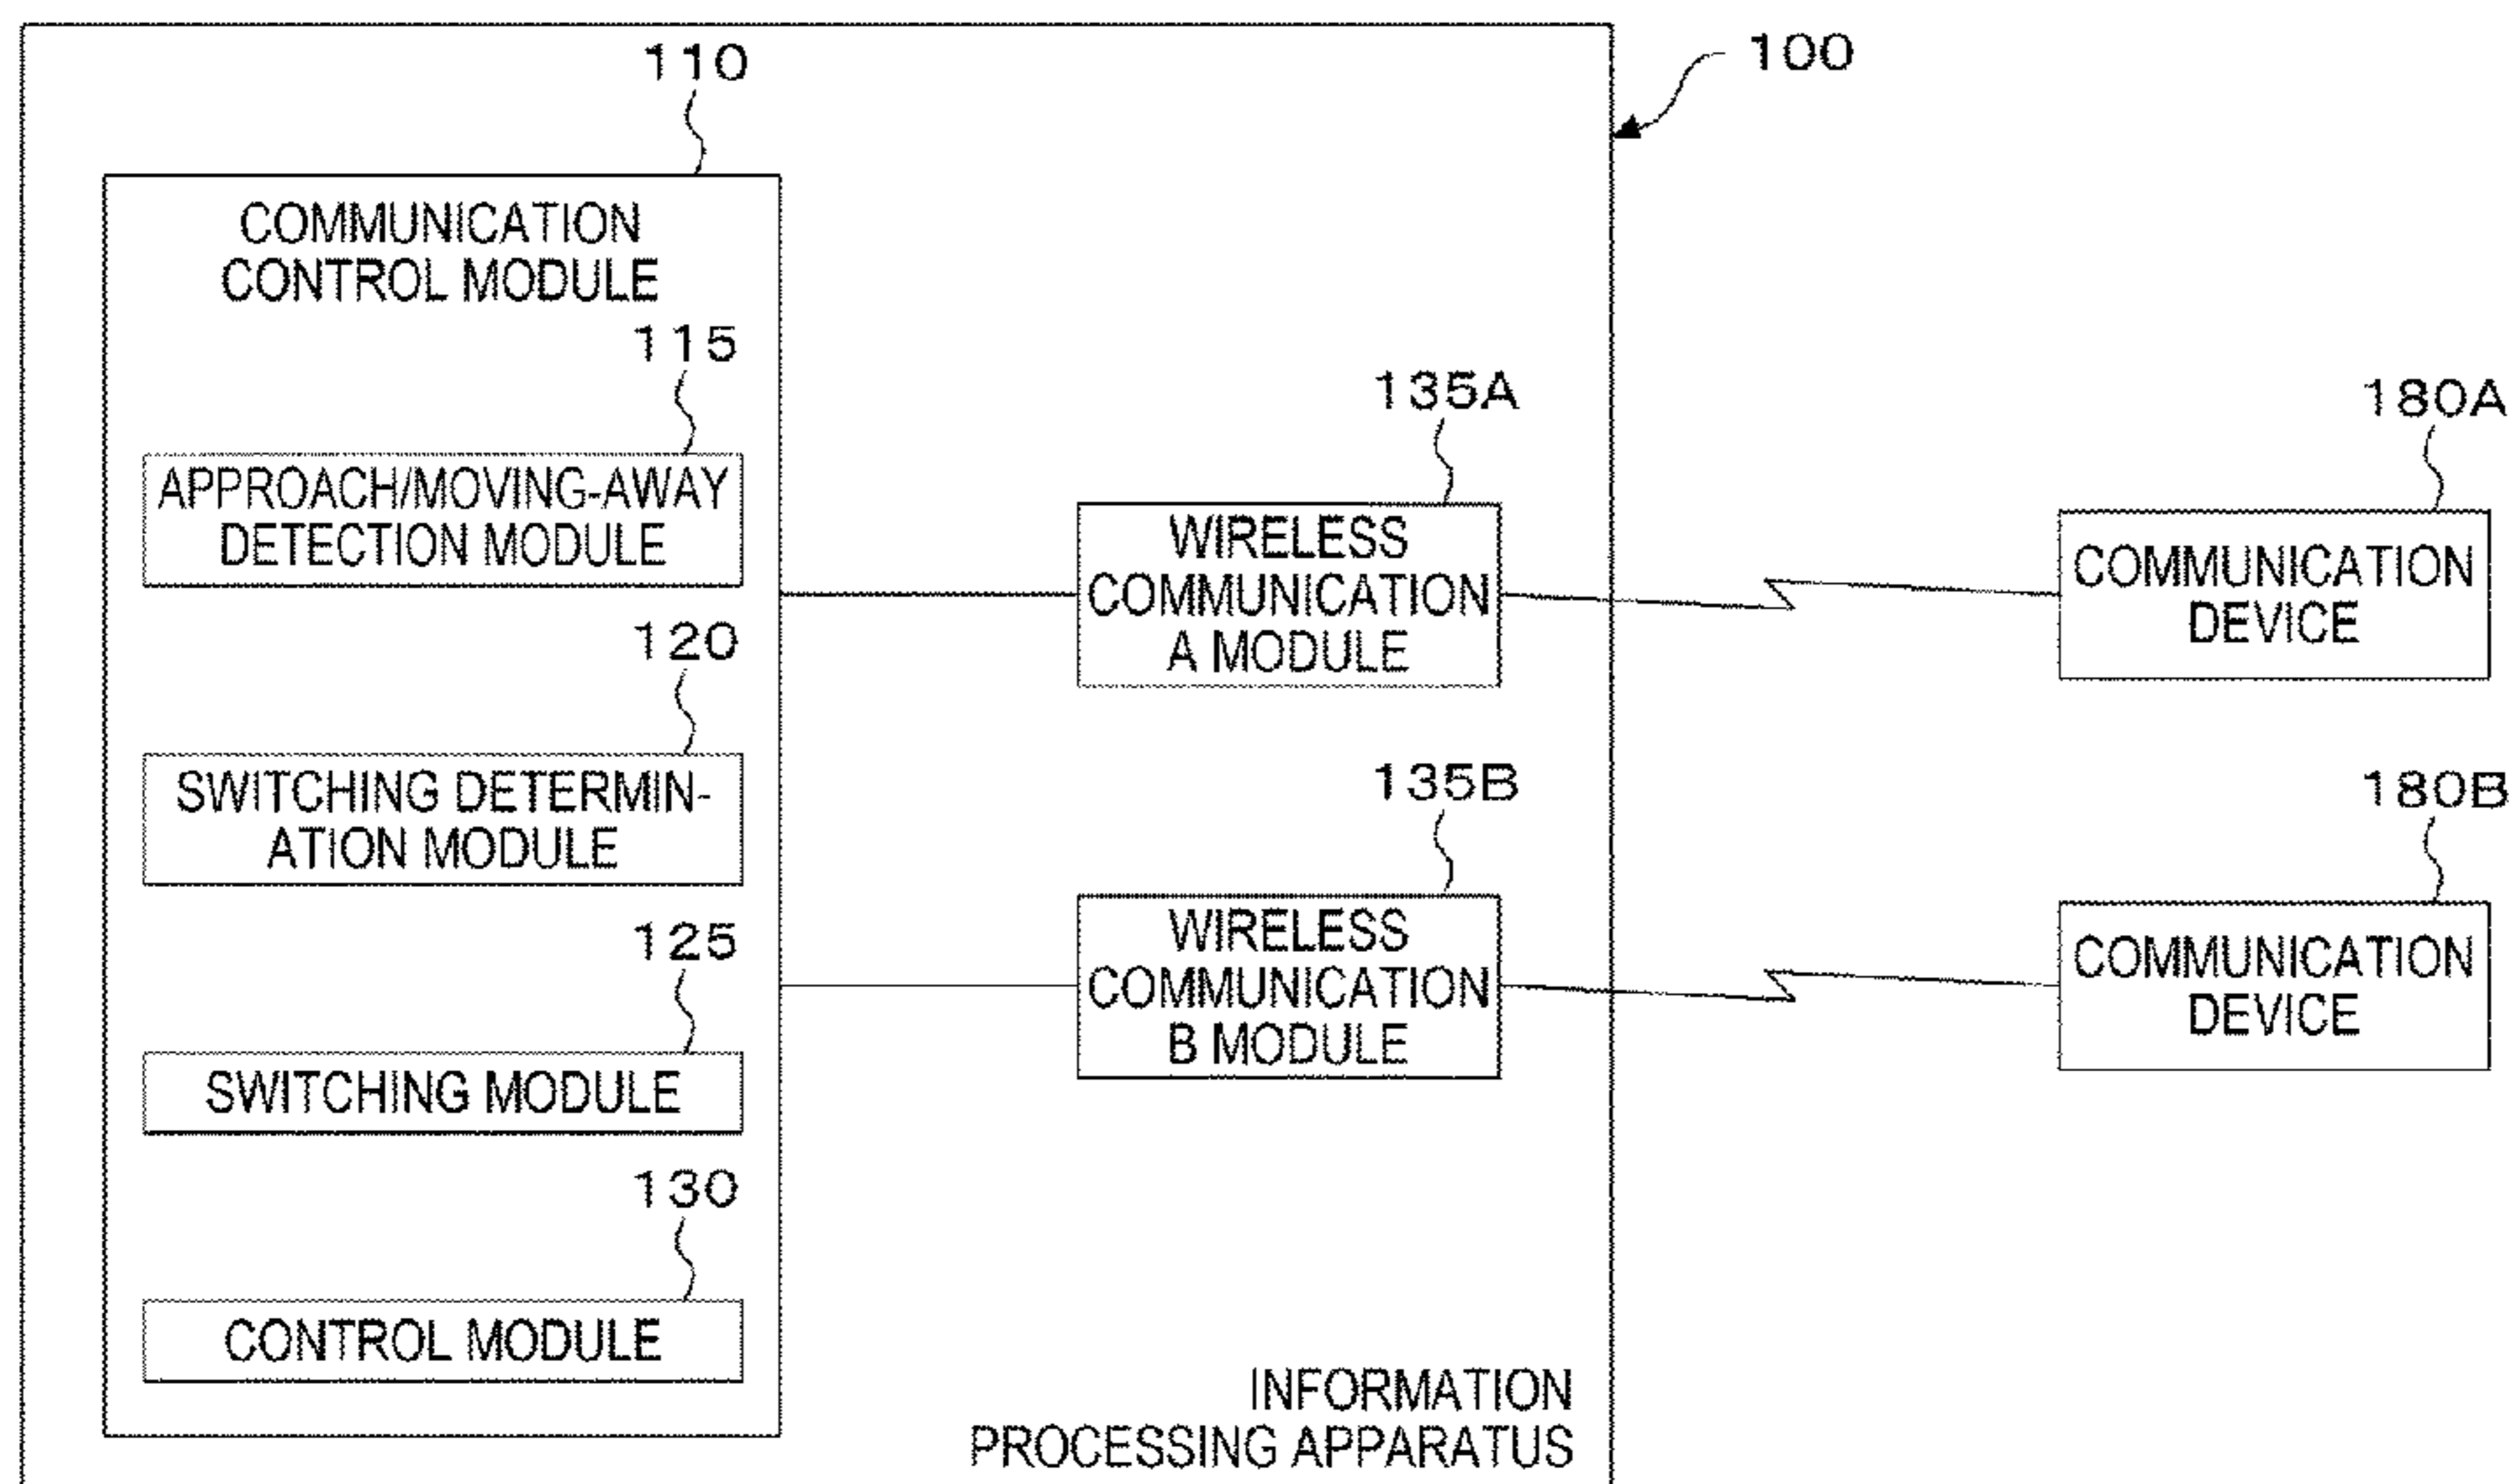 110
100
COMMUNICATION
CONTROL MODULE
115
APPROACH/MOVING-AWAY
DETECTION MODULE
120
SWITCHING DETERMIN-
ATION MODULE
125
SWITCHING MODULE
130
CONTROL MODULE
135A
WIRELESS
COMMUNICATION
A MODULE
135B
WIRELESS
COMMUNICATION
B MODULE
180A
COMMUNICATION
DEVICE
180B
COMMUNICATION
DEVICE
INFORMATION
PROCESSING APPARATUS